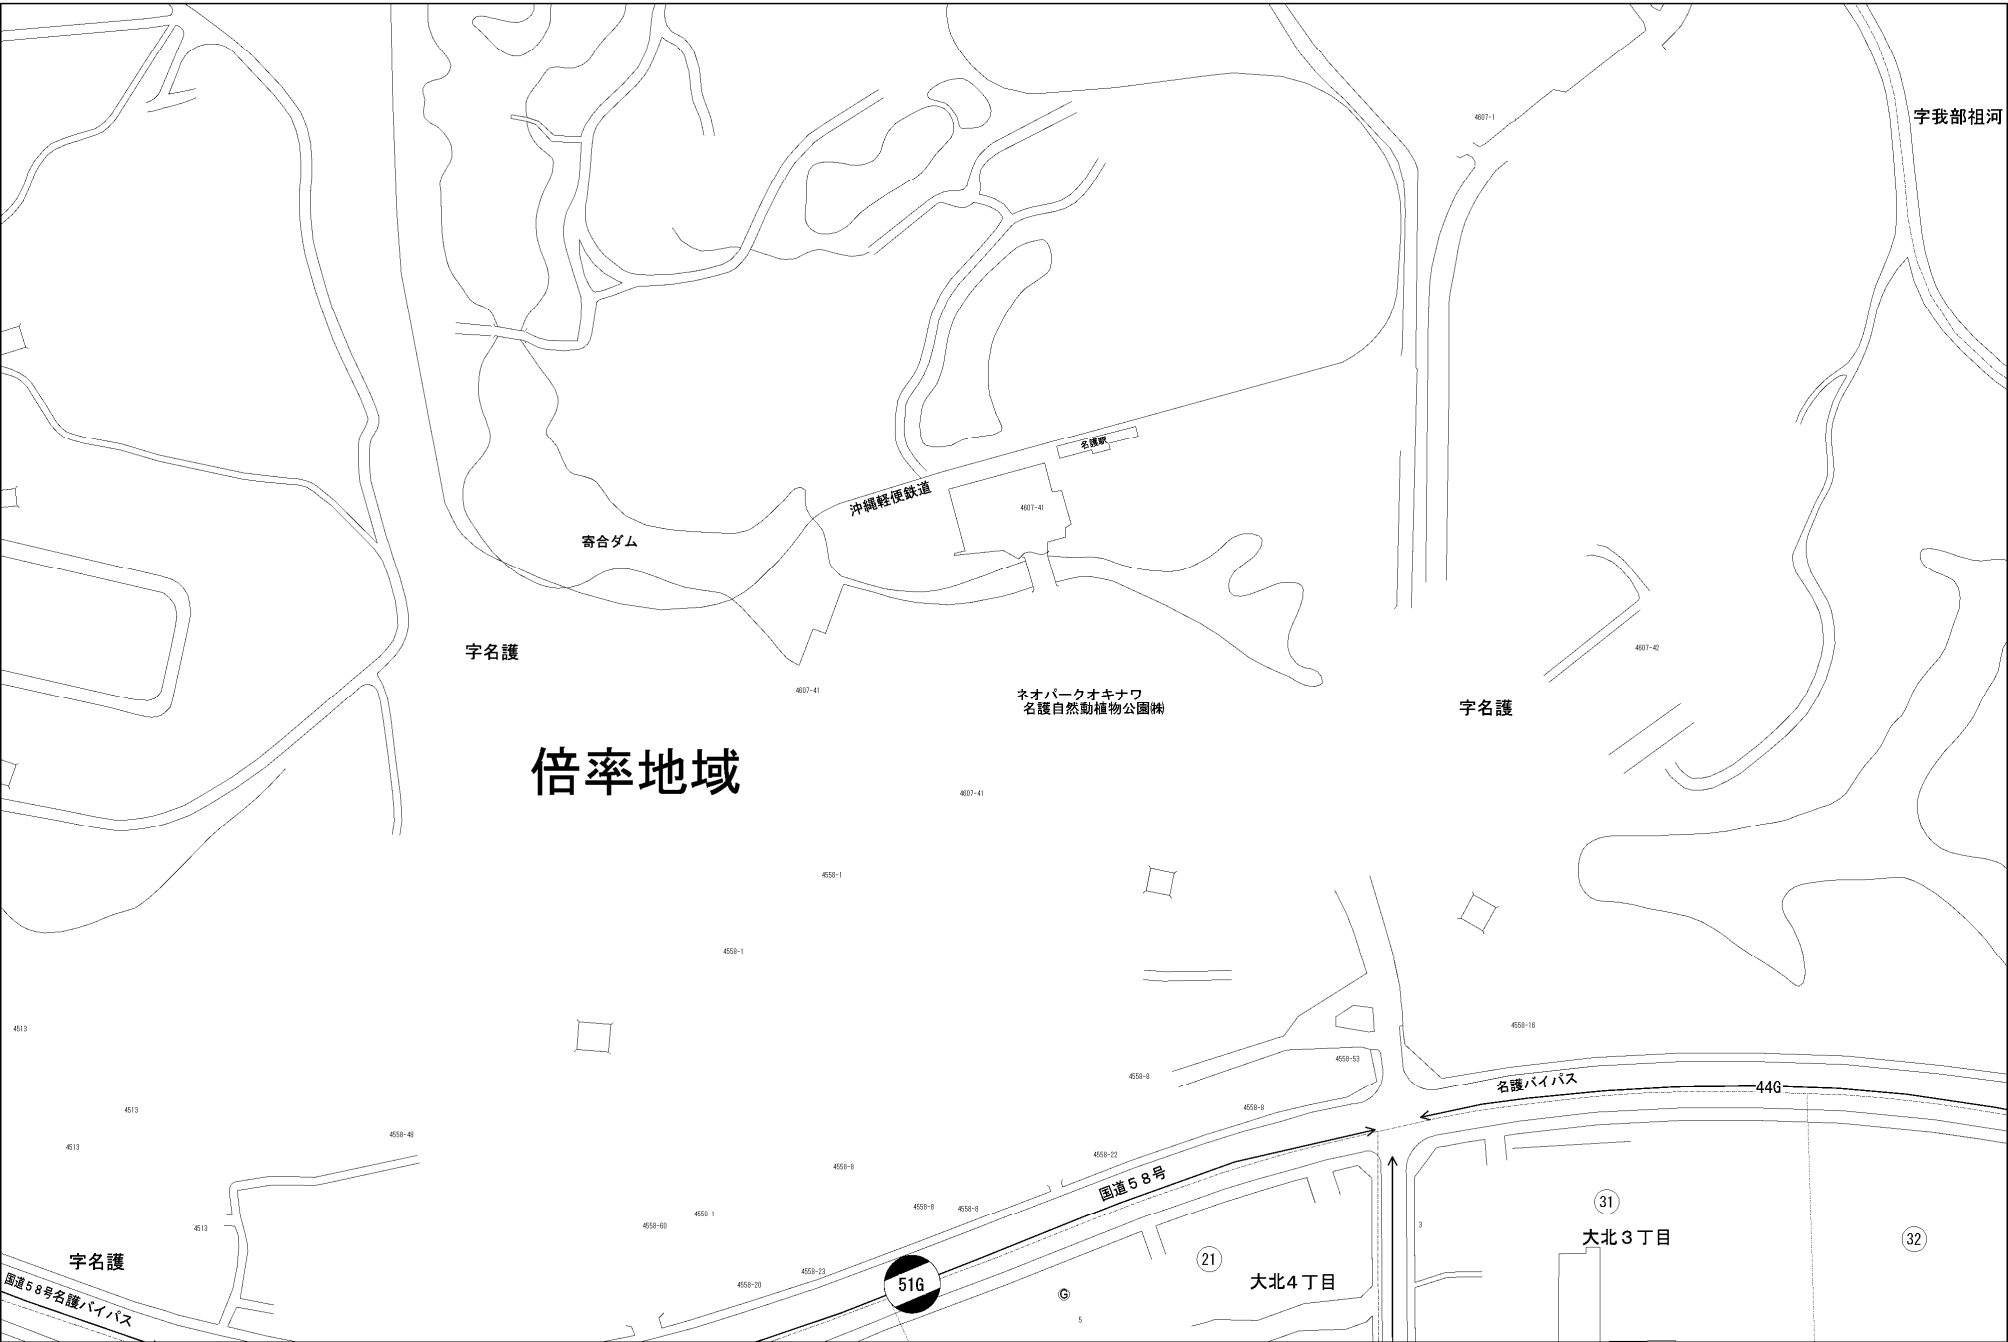 字我部祖河
4607-1
名護駅
沖縄軽便鉄道
4607-41
寄合ダム
字名護
4607-42
4607-41
ネオパークオキナワ
名護自然動植物公園㈱
字名護
倍率地域
4607-41
4558-1
4558-1
4513
4558-16
4558-53
4558-8
名護バイパス
44G
4558-8
4513
4558-48
4513
4558-22
4558-8
国道58号
31
4558-8
4558-8
4558-60
4513
3
大北3丁目
32
字名護
21
4558-23
国道58号名護バイパス
4558-20
51G
大北4丁目
G
5